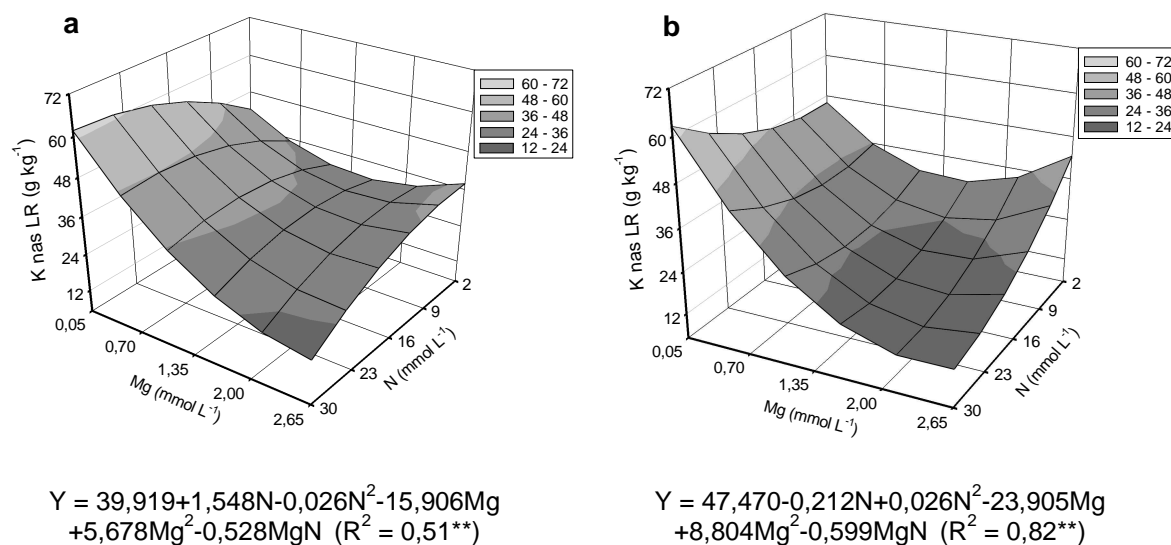 a
72
60
48
36
24
12
K nas LR (g kg⁻¹)
0,05
0,70
1,35
2,00
2,65
Mg (mmol L⁻¹)
2
9
16
23
30
N (mmol L⁻¹)
60 - 72
48 - 60
36 - 48
24 - 36
12 - 24
Y = 39,919+1,548N-0,026N²-15,906Mg
+5,678Mg²-0,528MgN (R² = 0,51**)
b
72
60
48
36
24
12
K nas LR (g kg⁻¹)
0,05
0,70
1,35
2,00
2,65
Mg (mmol L⁻¹)
2
9
16
23
30
N (mmol L⁻¹)
60 - 72
48 - 60
36 - 48
24 - 36
12 - 24
Y = 47,470-0,212N+0,026N²-23,905Mg
+8,804Mg²-0,599MgN (R² = 0,82**)